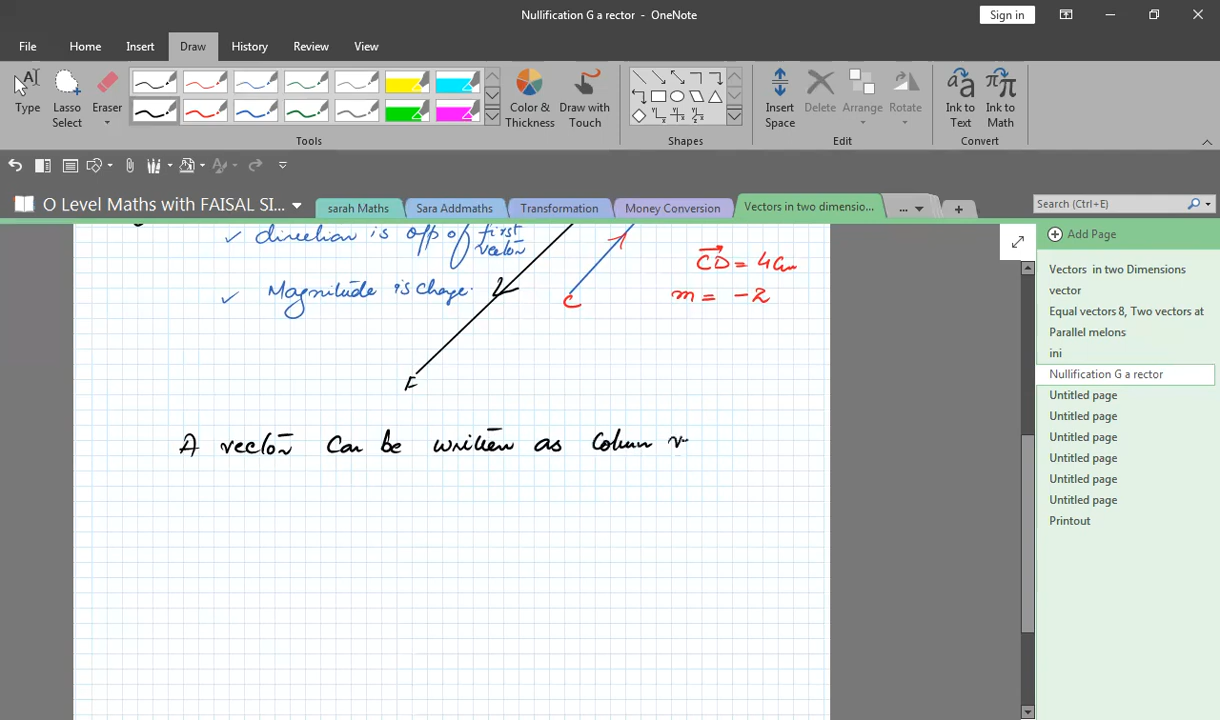 Nullification G a rector - OneNote
Sign in
File Home Insert Draw History Review View
Type
Lasso Select
Eraser
Color & Thickness
Draw with Touch
Insert Space
Delete
Arrange
Rotate
Ink to Text
Ink to Math
Tools Shapes Edit Convert
O Level Maths with FAISAL SI...
sarah Maths
Sara Addmaths
Transformation
Money Conversion
Vectors in two dimensio...
...
Search (Ctrl+E)
Add Page
Vectors in two Dimensions
vector
Equal vectors 8, Two vectors at
Parallel melons
ini
Nullification G a rector
Untitled page
Untitled page
Untitled page
Untitled page
Untitled page
Untitled page
Printout
✓ direction is opp of first vector
✓ Magnitude is change.
C
CD = 4cm
m = -2
A vector can be written as Column v